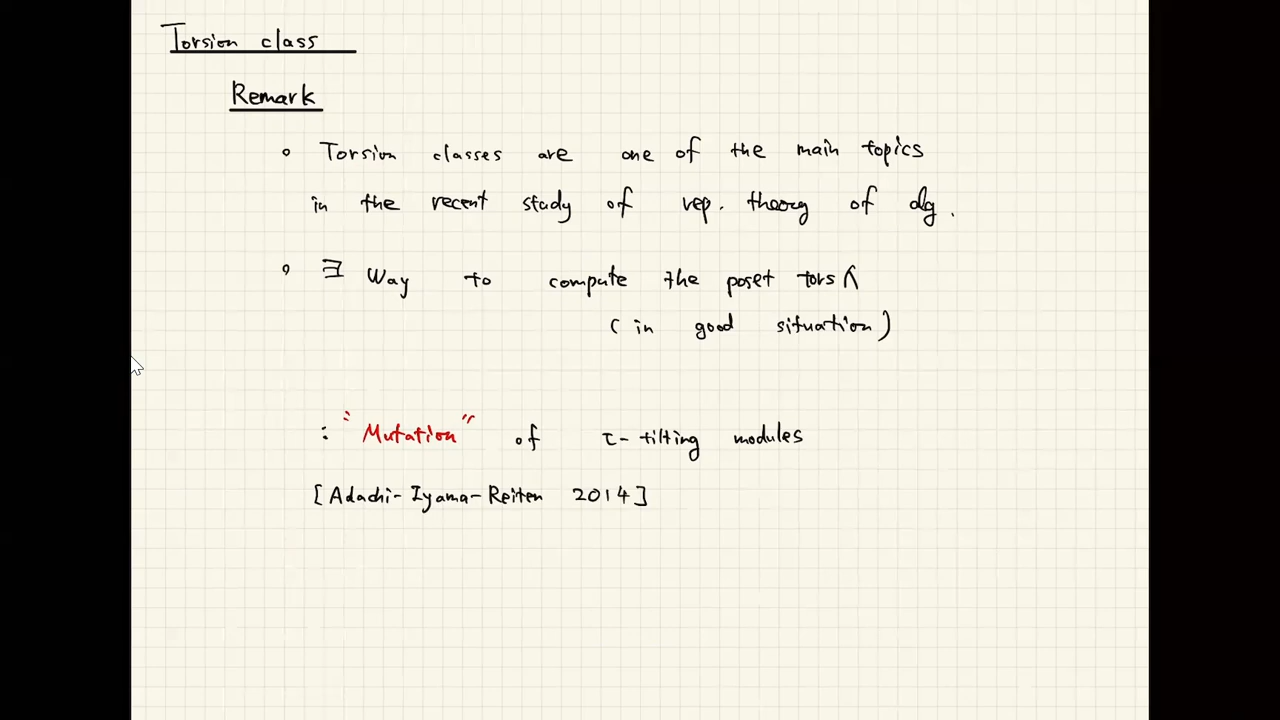 Torsion class
Remark
◦ Torsion classes are one of the main topics
in the recent study of rep. theory of alg.
◦ ∃ Way to compute the poset tors Λ
( in good situation )
: "Mutation" of τ-tilting modules
[Adachi-Iyama-Reiten 2014]